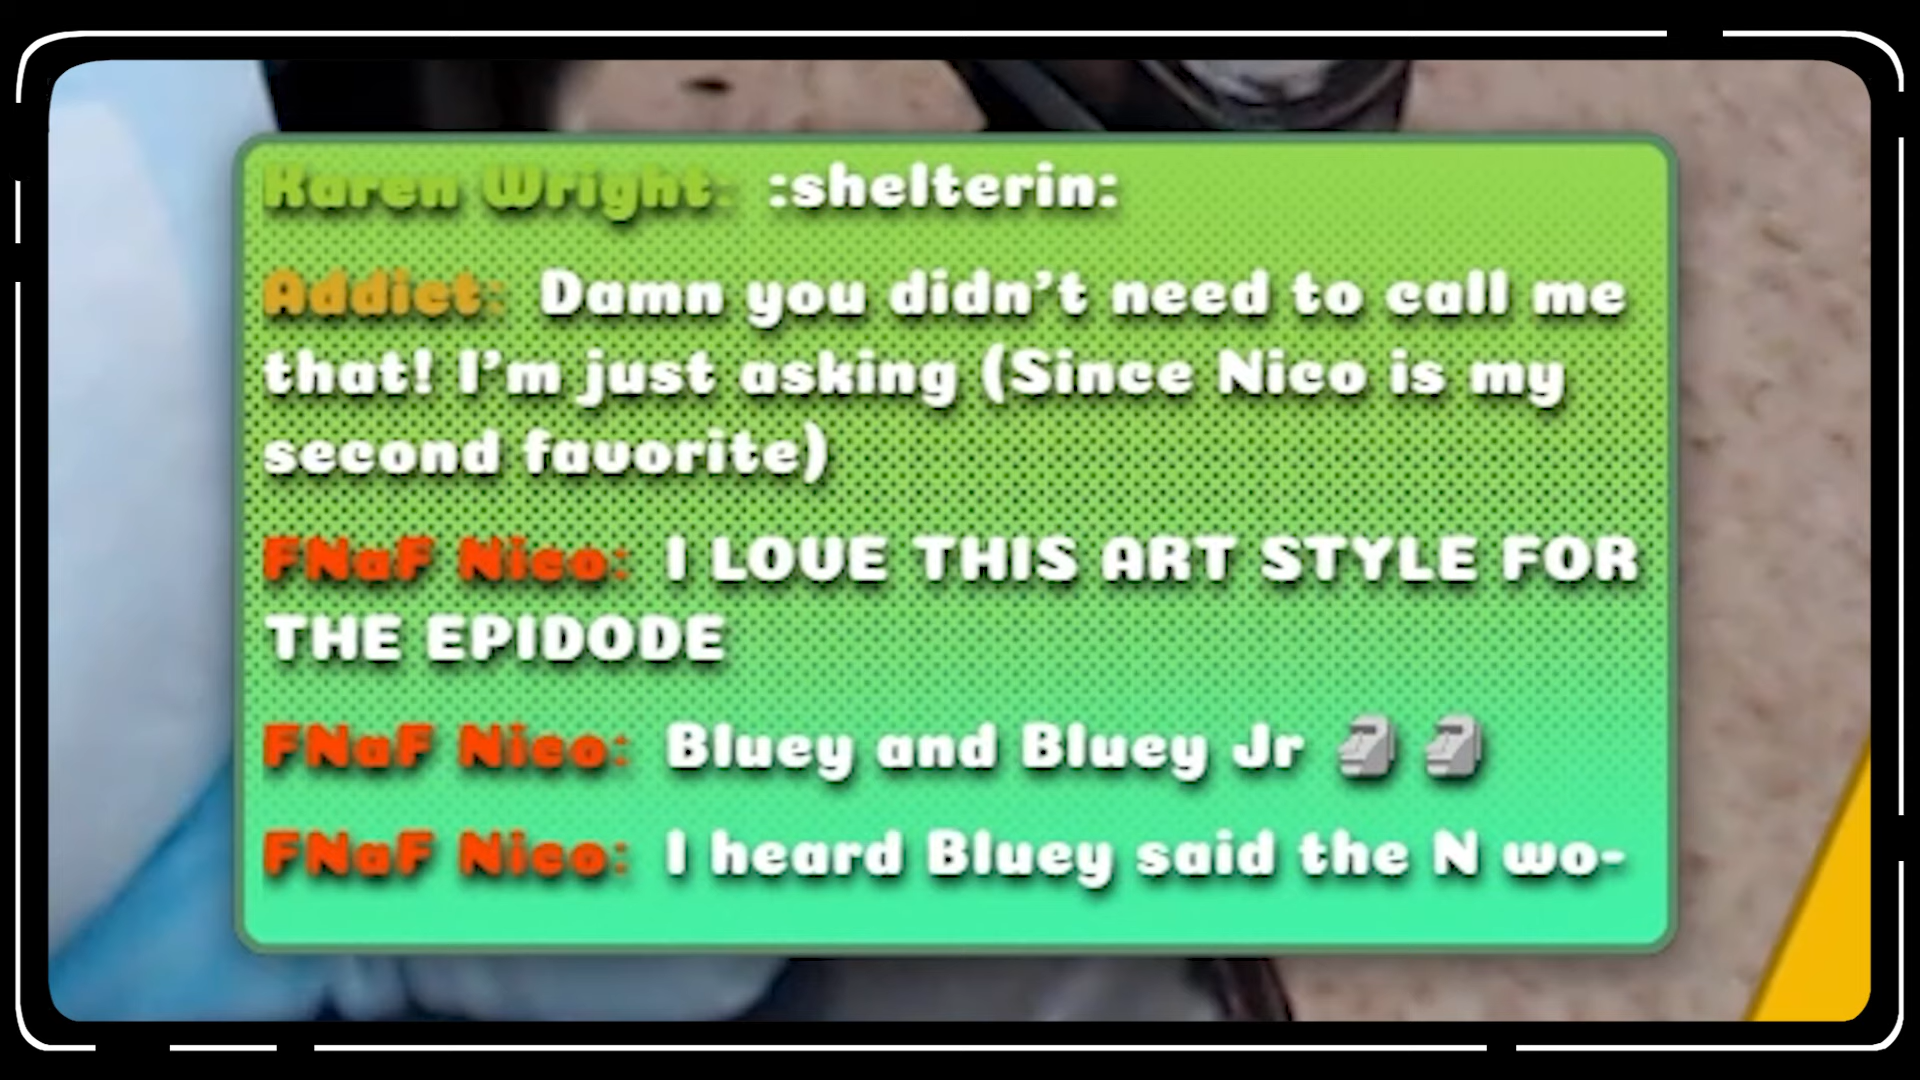 Karen Wright: :shelterin:
Addict: Damn you didn't need to call me
that! I'm just asking (Since Nico is my
second favorite)
FNaF Nico: I LOVE THIS ART STYLE FOR
THE EPIDODE
FNaF Nico: Bluey and Bluey Jr 🗿 🗿
FNaF Nico: I heard Bluey said the N wo-